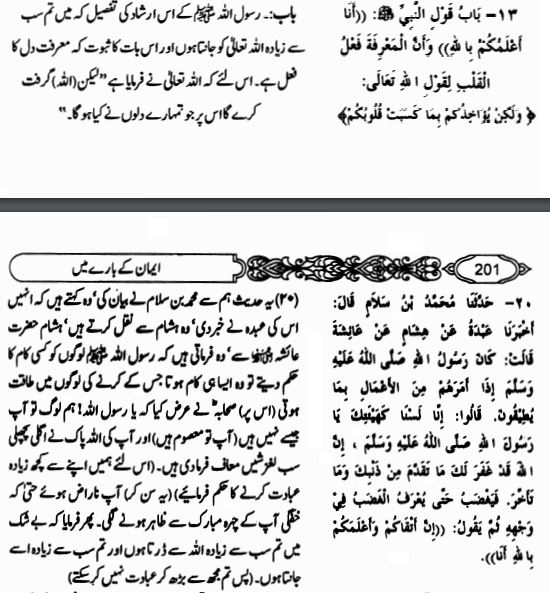 ۱۳- بَابُ قَوْلِ النَّبِيِّ ﷺ: ((أَنَا
أَعْلَمُكُمْ بِاللهِ)) وَأَنَّ الْمَعْرِفَةَ فَعْلُ
الْقَلْبِ لِقَوْلِ اللهِ تَعَالَى:
﴿وَلَكِنْ يُؤَاخِذُكُمْ بِمَا كَسَبَتْ قُلُوبُكُمْ﴾
باب:۔ رسول اللہ ﷺ کے اس ارشاد کی تفصیل کہ میں تم سب
سے زیادہ اللہ تعالیٰ کو جانتا ہوں اور اس بات کا ثبوت کہ معرفت دل کا
فعل ہے۔ اس لئے کہ اللہ تعالیٰ نے فرمایا ہے ”لیکن (اللہ) گرفت
کرے گا اس پر جو تمہارے دلوں نے کیا ہو گا۔“
201
ایمان کے بارے میں
۲۰- حَدَّثَنَا مُحَمَّدُ بْنُ سَلاَمٍ قَالَ:
أَخْبَرَنَا عَبْدَةُ عَنْ هِشَامٍ عَنْ عَائِشَةَ
قَالَتْ: كَانَ رَسُولُ اللهِ صَلَّى اللهُ عَلَيْهِ
وَسَلَّمَ إِذَا أَمَرَهُمْ مِنَ الأَعْمَالِ بِمَا
يُطِيْقُونَ. قَالُوا: إِنَّا لَسْنَا كَهَيْئَتِكَ يَا
رَسُولَ اللهِ صَلَّى اللهُ عَلَيْهِ وَسَلَّمَ ، إِنَّ
اللهَ قَدْ غَفَرَ لَكَ مَا تَقَدَّمَ مِنْ ذَنْبِكَ وَمَا
تَأَخَّرَ. فَيَغْضَبُ حَتَّى يُعْرَفُ الْغَضَبُ فِيْ
وَجْهِهِ ثُمَّ يَقُولُ: ((إِنَّ أَتْقَاكُمْ وَأَعْلَمَكُمْ
بِاللهِ أَنَا)).
(۲۰) یہ حدیث ہم سے محمد بن سلام نے بیان کی‘ وہ کہتے ہیں کہ انہیں
اس کی عبدہ نے خبر دی‘ وہ ہشام سے نقل کرتے ہیں‘ ہشام حضرت
عائشہ رضی اللہ عنہا سے‘ وہ فرماتی ہیں کہ رسول اللہ ﷺ لوگوں کو کسی کام کا
حکم دیتے تو وہ ایسا ہی کام ہوتا جس کے کرنے کی لوگوں میں طاقت
ہوتی (اس پر) صحابہؓ نے عرض کیا کہ یا رسول اللہ! ہم لوگ تو آپ
جیسے نہیں ہیں (آپ تو معصوم ہیں) اور آپ کی اللہ پاک نے اگلی پچھلی
سب لغزشیں معاف فرما دی ہیں۔ (اس لئے ہمیں اپنے سے کچھ زیادہ
عبادت کرنے کا حکم فرمائیے) (یہ سن کر) آپ ناراض ہوئے حتیٰ کہ
خفگی آپ کے چہرہ مبارک سے ظاہر ہونے لگی۔ پھر فرمایا کہ بے شک
میں تم سب سے زیادہ اللہ سے ڈرتا ہوں اور تم سب سے زیادہ اسے
جانتا ہوں۔ (پس تم مجھ سے بڑھ کر عبادت نہیں کر سکتے)